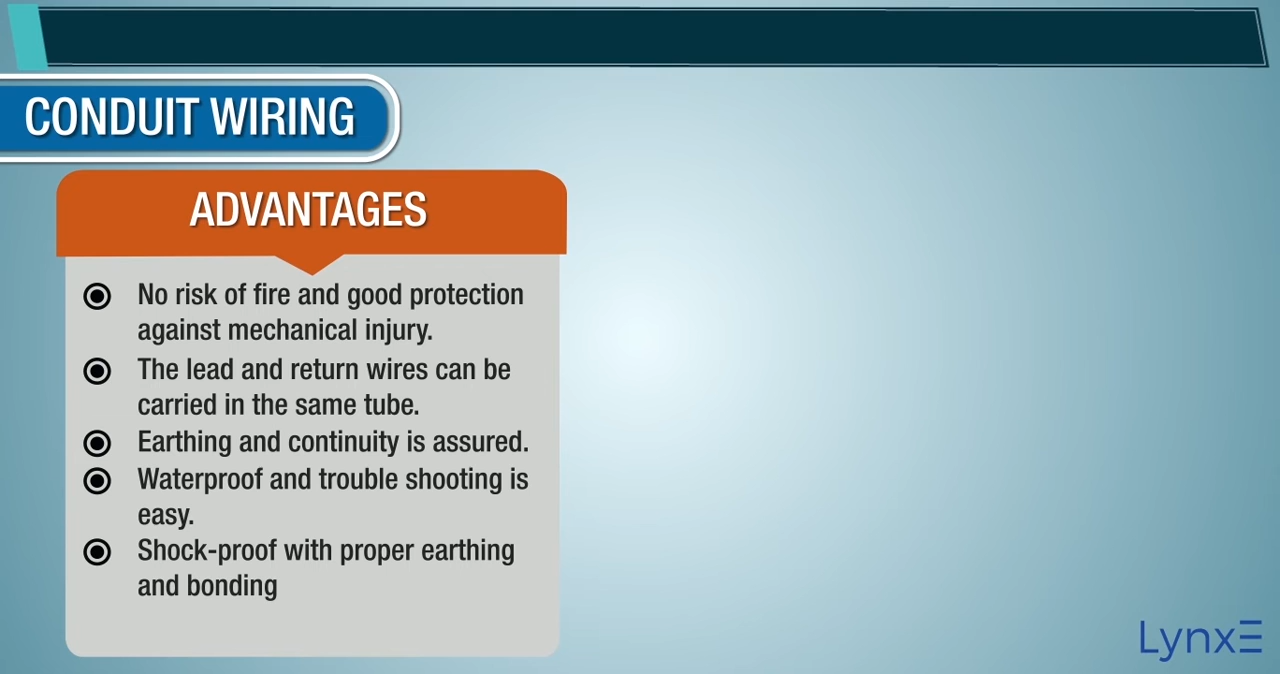 CONDUIT WIRING
ADVANTAGES
No risk of fire and good protection
against mechanical injury.
The lead and return wires can be
carried in the same tube.
Earthing and continuity is assured.
Waterproof and trouble shooting is
easy.
Shock-proof with proper earthing
and bonding
LynxE